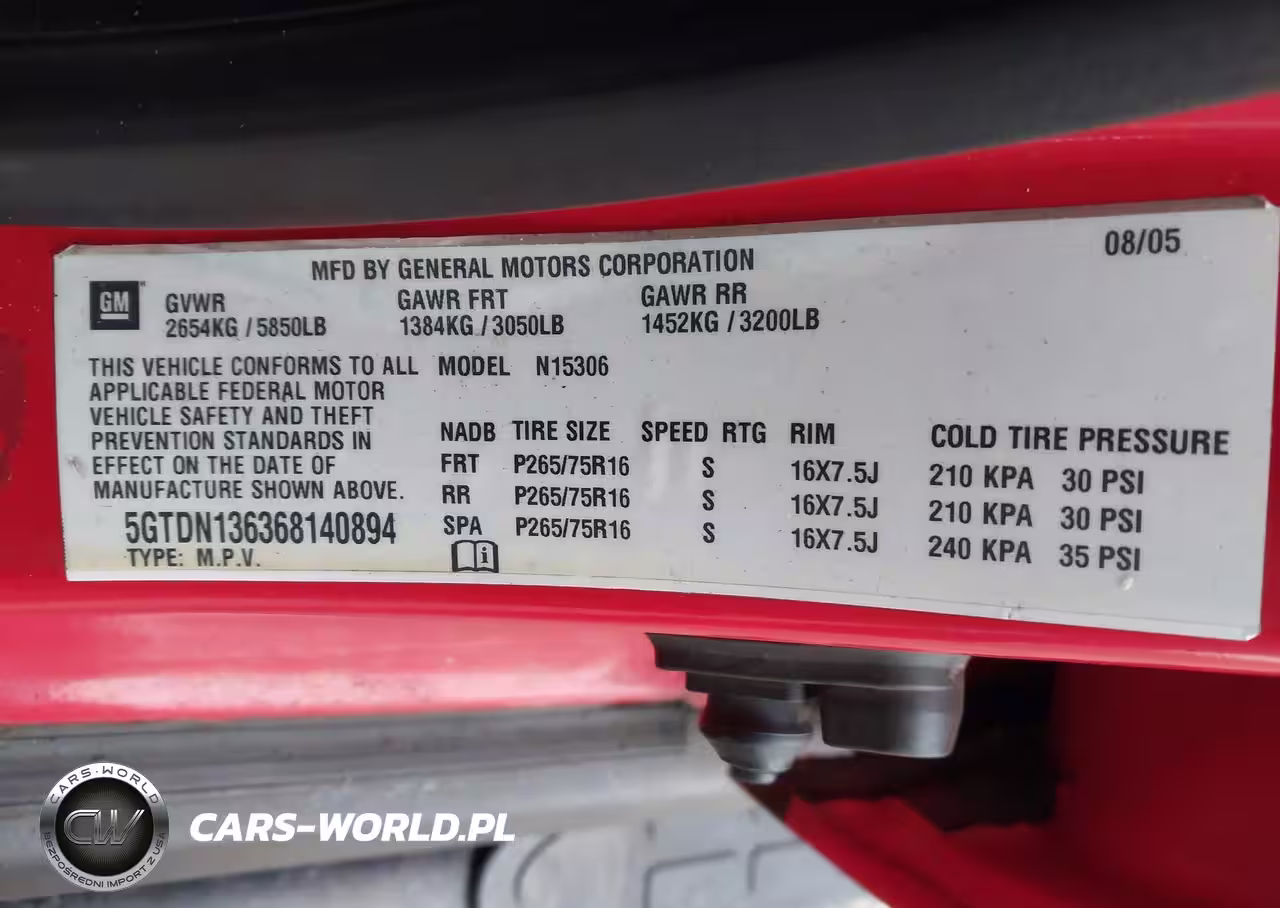 08/05
MFD BY GENERAL MOTORS CORPORATION
GM
GVWR GAWR FRT GAWR RR
2654KG / 5850LB 1384KG / 3050LB 1452KG / 3200LB
THIS VEHICLE CONFORMS TO ALL
APPLICABLE FEDERAL MOTOR
VEHICLE SAFETY AND THEFT
PREVENTION STANDARDS IN
EFFECT ON THE DATE OF
MANUFACTURE SHOWN ABOVE.
5GTDN136368140894
TYPE: M.P.V.
MODEL N15306
NADB TIRE SIZE SPEED RTG RIM COLD TIRE PRESSURE
FRT P265/75R16 S 16X7.5J 210 KPA 30 PSI
RR P265/75R16 S 16X7.5J 210 KPA 30 PSI
SPA P265/75R16 S 16X7.5J 240 KPA 35 PSI
CARS-WORLD
CW
BEZPOŚREDNI IMPORT Z USA
CARS-WORLD.PL